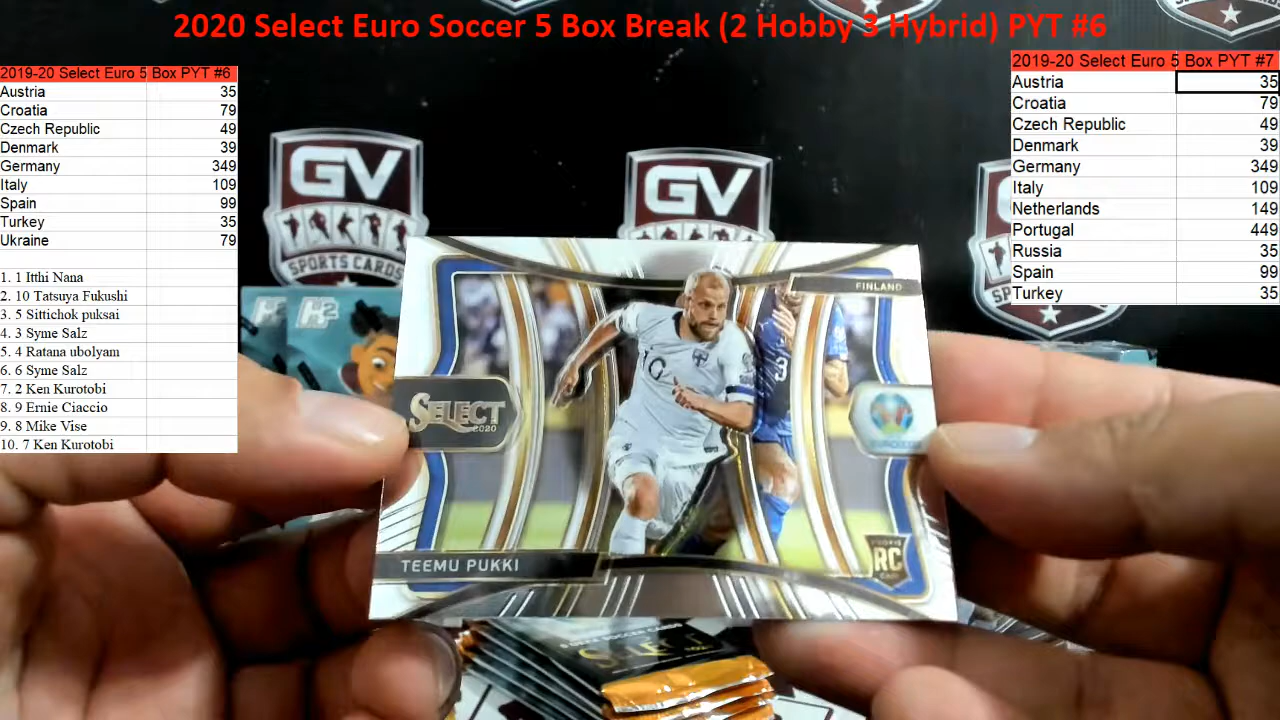 2020 Select Euro Soccer 5 Box Break (2 Hobby 3 Hybrid) PYT #6
2019-20 Select Euro 5 Box PYT #6
Austria 35
Croatia 79
Czech Republic 49
Denmark 39
Germany 349
Italy 109
Spain 99
Turkey 35
Ukraine 79
1. 1 Itthi Nana
2. 10 Tatsuya Fukushi
3. 5 Sittichok puksai
4. 3 Syme Salz
5. 4 Ratana ubolyam
6. 6 Syme Salz
7. 2 Ken Kurotobi
8. 9 Ernie Ciaccio
9. 8 Mike Vise
10. 7 Ken Kurotobi
2019-20 Select Euro 5 Box PYT #7
Austria 35
Croatia 79
Czech Republic 49
Denmark 39
Germany 349
Italy 109
Netherlands 149
Portugal 449
Russia 35
Spain 99
Turkey 35
GV
SPORTS CARDS
GV
H2
H2
FINLAND
10
8
SELECT
2020
TEEMU PUKKI
RC
SELECT